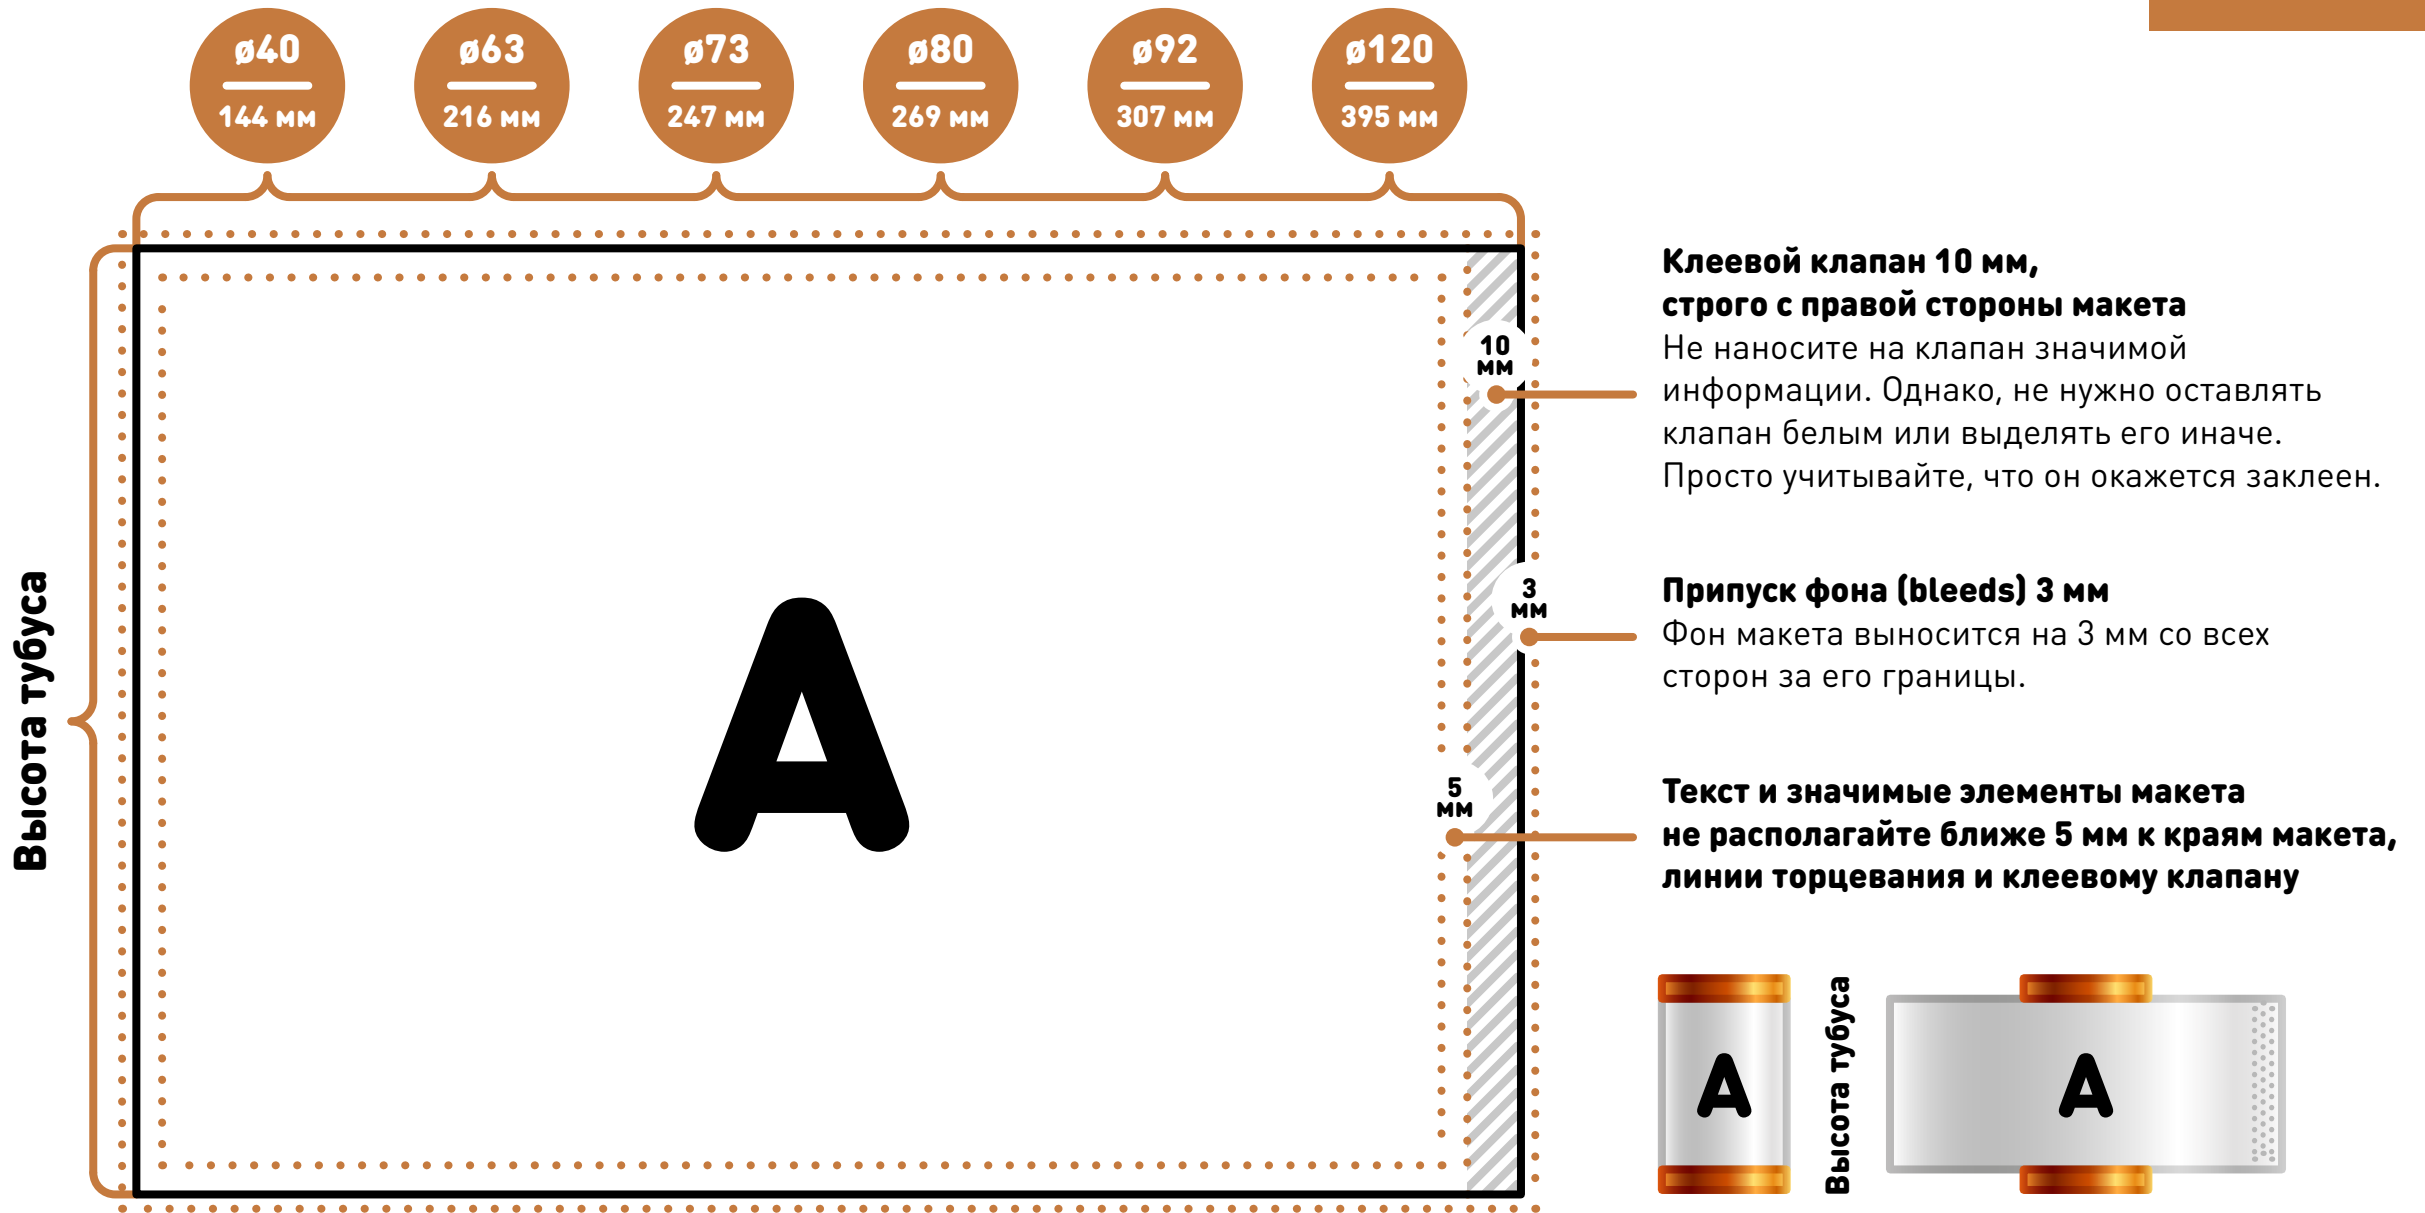 ø40
144 мм
ø63
216 мм
ø73
247 мм
ø80
269 мм
ø92
307 мм
ø120
395 мм
Высота тубуса
А
10
мм
Клеевой клапан 10 мм,
строго с правой стороны макета
Не наносите на клапан значимой
информации. Однако, не нужно оставлять
клапан белым или выделять его иначе.
Просто учитывайте, что он окажется заклеен.
3
мм
Припуск фона (bleeds) 3 мм
Фон макета выносится на 3 мм со всех
сторон за его границы.
5
мм
Текст и значимые элементы макета
не располагайте ближе 5 мм к краям макета,
линии торцевания и клеевому клапану
А
Высота тубуса
А